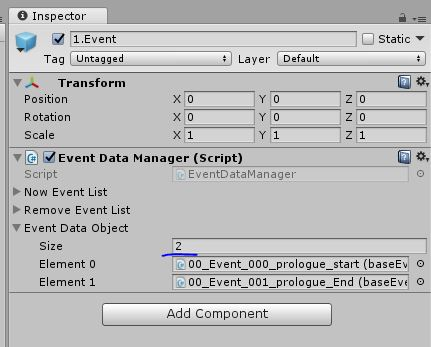 Inspector
1.Event Static
Tag Untagged Layer Default
Transform
Position X 0 Y 0 Z 0
Rotation X 0 Y 0 Z 0
Scale X 1 Y 1 Z 1
Event Data Manager (Script)
Script EventDataManager
Now Event List
Remove Event List
Event Data Object
Size 2
Element 0 00_Event_000_prologue_start (baseEv
Element 1 00_Event_001_prologue_End (baseEve
Add Component